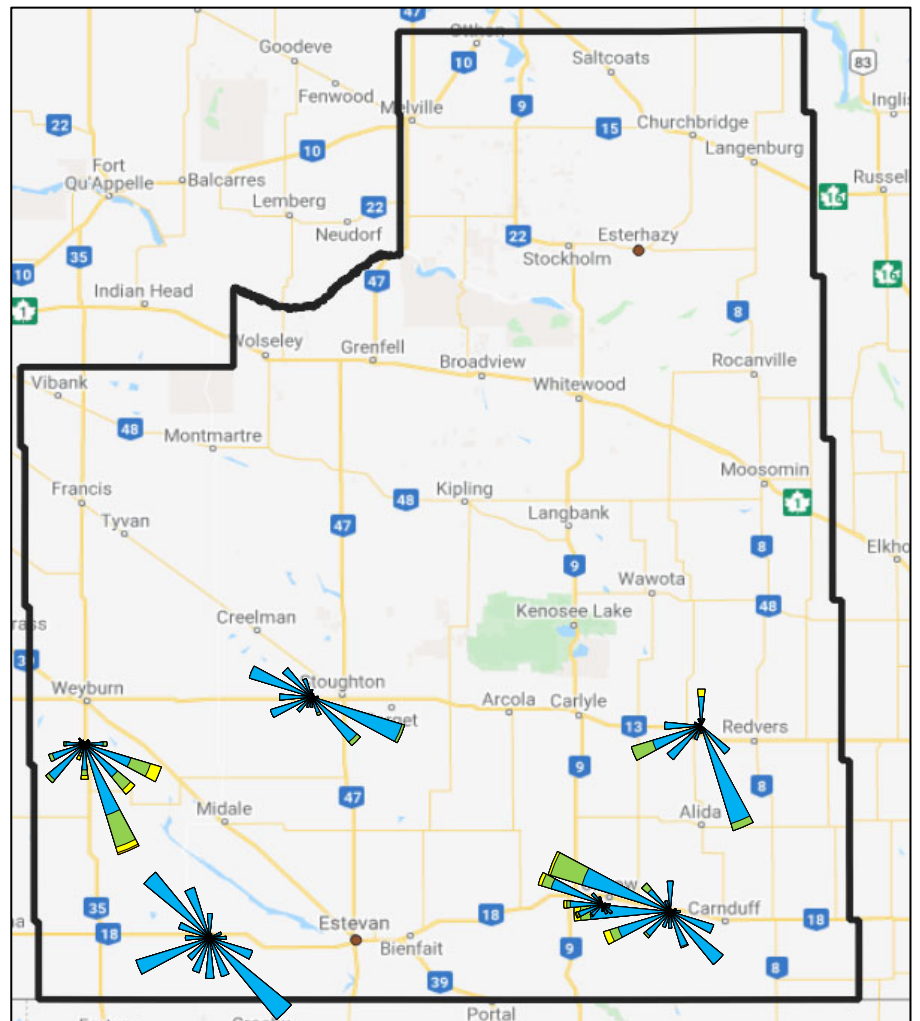 47
Goodeve
10
Saltcoats
83
Fenwood
Melville
9
22
15
Churchbridge
10
Langenburg
Fort
Qu'Appelle
Balcarres
Lemberg
22
16
Neudorf
22
Esterhazy
35
Stockholm
10
47
16
Indian Head
1
8
Wolseley
Grenfell
Broadview
Rocanville
Vibank
Whitewood
48
Montmartre
Moosomin
Francis
48
Kipling
1
Tyvan
47
Langbank
8
9
Wawota
48
Creelman
Kenosee Lake
Stoughton
Weyburn
Arcola
Carlyle
13
Redvers
9
8
47
Midale
Alida
35
18
Estevan
18
Carnduff
18
Bienfait
9
8
39
Portal